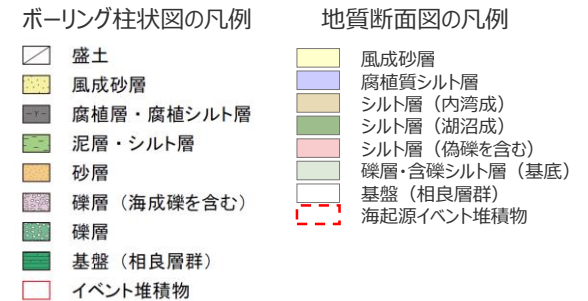 ボーリング柱状図の凡例
盛土
風成砂層
腐植層・腐植シルト層
泥層・シルト層
砂層
礫層（海成礫を含む）
礫層
基盤（相良層群）
イベント堆積物
地質断面図の凡例
風成砂層
腐植質シルト層
シルト層（内湾成）
シルト層（湖沼成）
シルト層（偽礫を含む）
礫層・含礫シルト層（基底）
基盤（相良層群）
海起源イベント堆積物